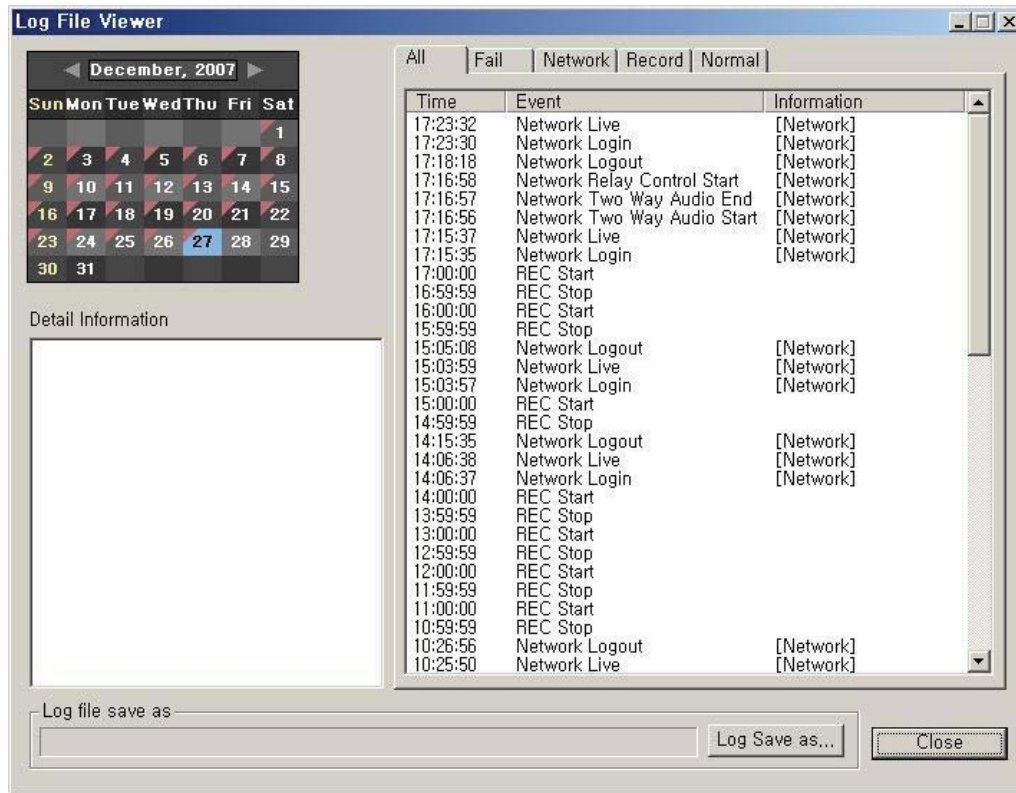 Log File Viewer
December, 2007
Sun Mon Tue Wed Thu Fri Sat
1
2 3 4 5 6 7 8
9 10 11 12 13 14 15
16 17 18 19 20 21 22
23 24 25 26 27 28 29
30 31
Detail Information
All Fail Network Record Normal
Time Event Information
17:23:32 Network Live [Network]
17:23:30 Network Login [Network]
17:18:18 Network Logout [Network]
17:16:58 Network Relay Control Start [Network]
17:16:57 Network Two Way Audio End [Network]
17:16:56 Network Two Way Audio Start [Network]
17:15:37 Network Live [Network]
17:15:35 Network Login [Network]
17:00:00 REC Start
16:59:59 REC Stop
16:00:00 REC Start
15:59:59 REC Stop
15:05:08 Network Logout [Network]
15:03:59 Network Live [Network]
15:03:57 Network Login [Network]
15:00:00 REC Start
14:59:59 REC Stop
14:15:35 Network Logout [Network]
14:06:38 Network Live [Network]
14:06:37 Network Login [Network]
14:00:00 REC Start
13:59:59 REC Stop
13:00:00 REC Start
12:59:59 REC Stop
12:00:00 REC Start
11:59:59 REC Stop
11:00:00 REC Start
10:59:59 REC Stop
10:26:56 Network Logout [Network]
10:25:50 Network Live [Network]
Log file save as
Log Save as...
Close